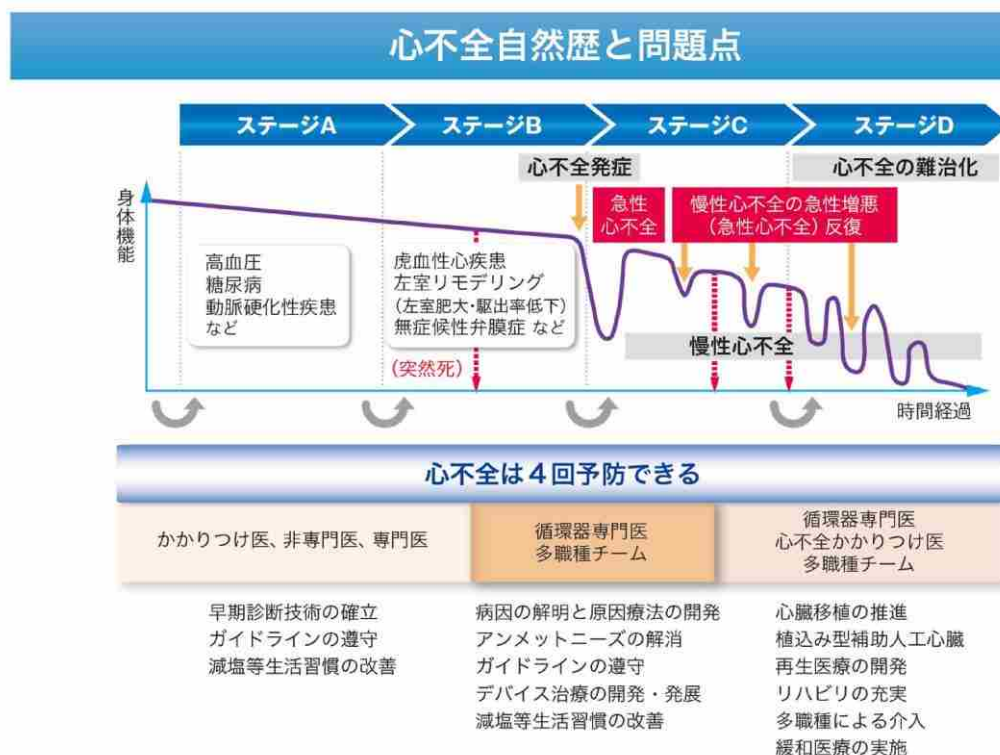 心不全自然歴と問題点
ステージA
ステージB
ステージC
ステージD
心不全発症
心不全の難治化
身体機能
急性
心不全
慢性心不全の急性増悪
(急性心不全)反復
高血圧
糖尿病
動脈硬化性疾患
など
虎血性心疾患
左室リモデリング
(左室肥大・駆出率低下)
無症候性弁膜症 など
慢性心不全
(突然死)
時間経過
心不全は4回予防できる
かかりつけ医、非専門医、専門医
循環器専門医
多職種チーム
循環器専門医
心不全かかりつけ医
多職種チーム
早期診断技術の確立
ガイドラインの遵守
減塩等生活習慣の改善
病因の解明と原因療法の開発
アンメットニーズの解消
ガイドラインの遵守
デバイス治療の開発・発展
減塩等生活習慣の改善
心臓移植の推進
植込み型補助人工心臓
再生医療の開発
リハビリの充実
多職種による介入
緩和医療の実施